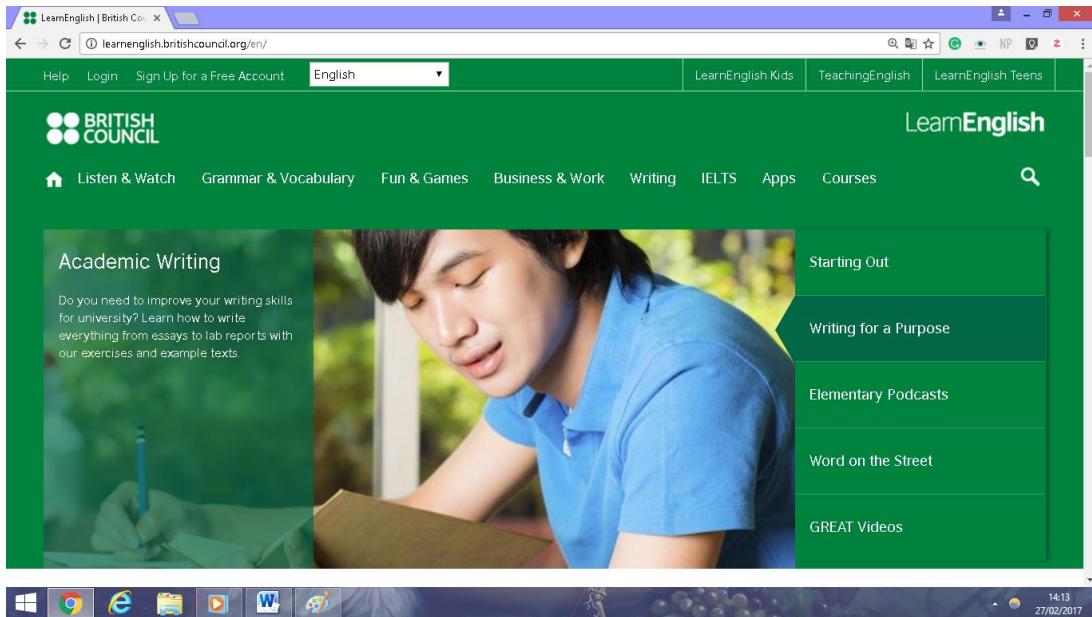 LearnEnglish | British Cou
learnenglish.britishcouncil.org/en/
NP
Help Login Sign Up for a Free Account English LearnEnglish Kids TeachingEnglish LearnEnglish Teens
BRITISH
COUNCIL
LearnEnglish
Listen & Watch Grammar & Vocabulary Fun & Games Business & Work Writing IELTS Apps Courses
Academic Writing
Do you need to improve your writing skills
for university? Learn how to write
everything from essays to lab reports with
our exercises and example texts.
Starting Out
Writing for a Purpose
Elementary Podcasts
Word on the Street
GREAT Videos
14:13
27/02/2017